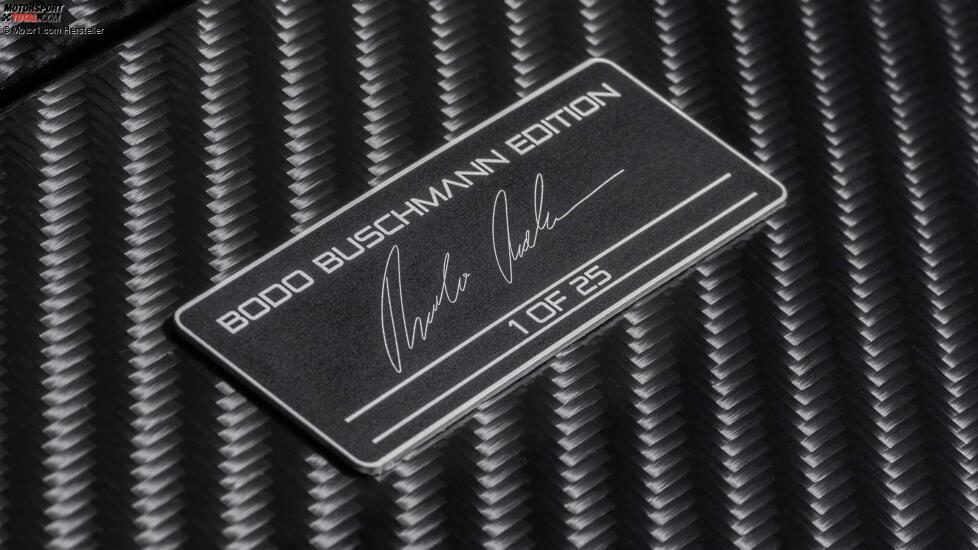 MOTORSPORT
TOTAL.COM
© Motor1.com Hersteller
BODO BUSCHMANN EDITION
1 OF 25